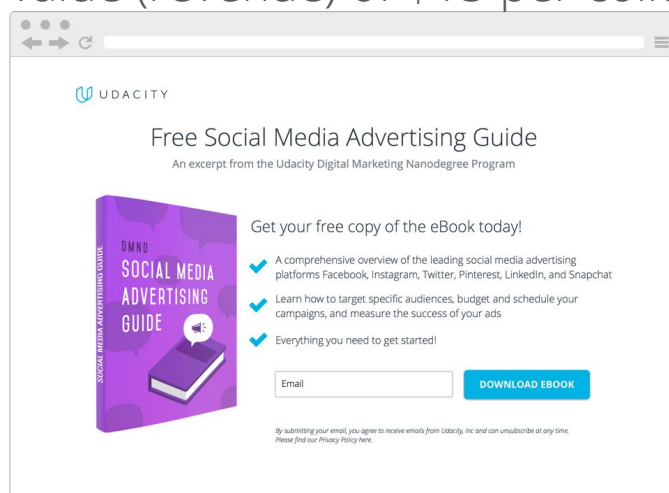 UDACITY
Free Social Media Advertising Guide
An excerpt from the Udacity Digital Marketing Nanodegree Program
DMND
SOCIAL MEDIA
ADVERTISING
GUIDE
SOCIAL MEDIA ADVERTISING GUIDE
Get your free copy of the eBook today!
A comprehensive overview of the leading social media advertising
platforms Facebook, Instagram, Twitter, Pinterest, LinkedIn, and Snapchat
Learn how to target specific audiences, budget and schedule your
campaigns, and measure the success of your ads
Everything you need to get started!
Email
DOWNLOAD EBOOK
By submitting your email, you agree to receive emails from Udacity, Inc and can unsubscribe at any time.
Please find our Privacy Policy here.